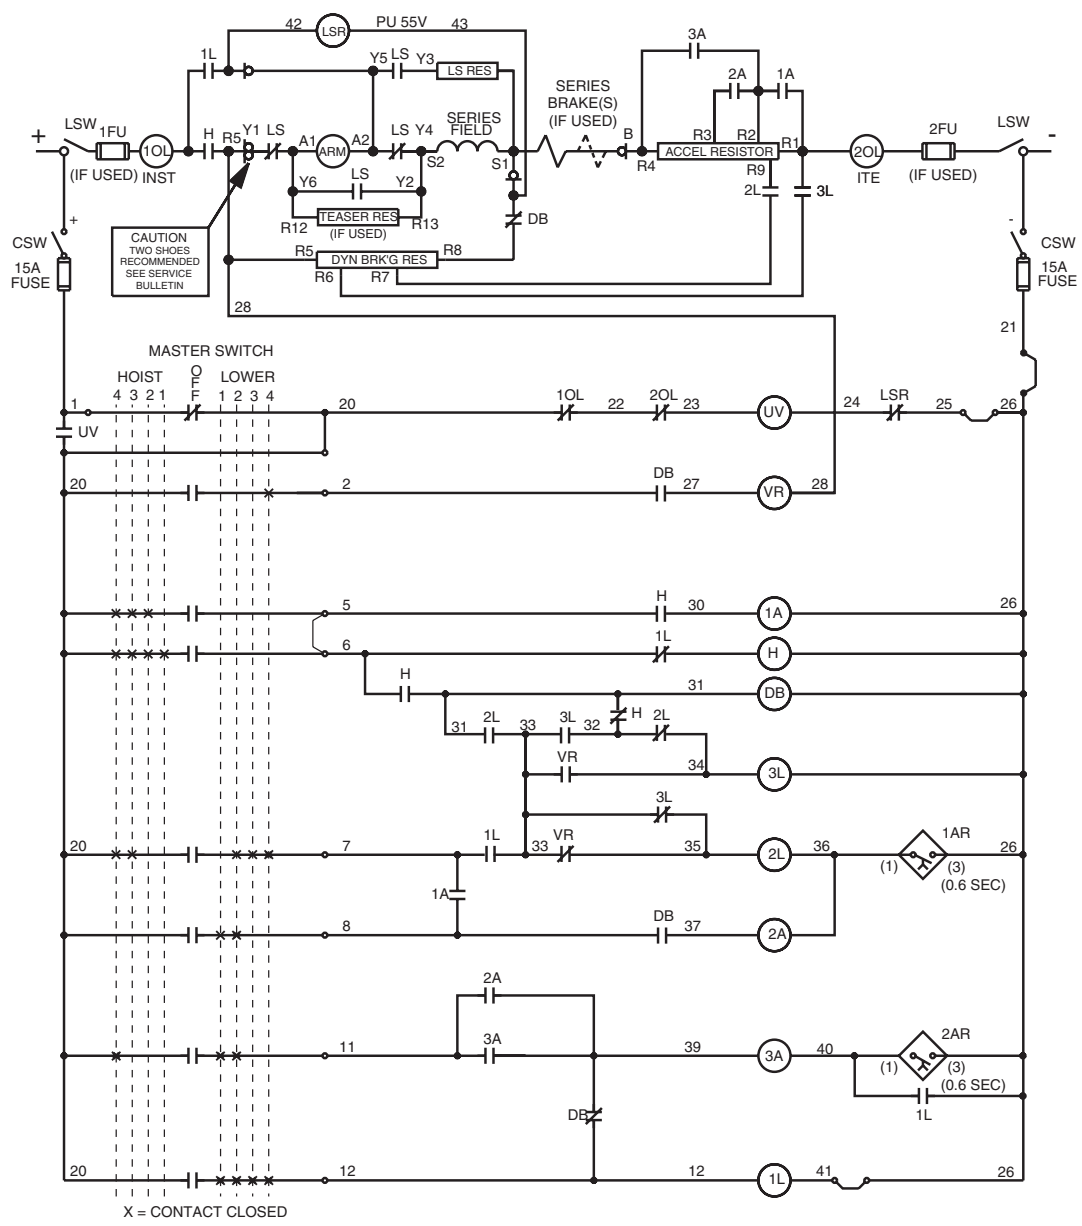 42 LSR PU 55V 43
3A
1L Y5 LS Y3 LS RES
2A 1A
SERIES
BRAKE(S)
(IF USED)
+ LSW 1FU 1OL H R5 Y1 LS A1 ARM A2 LS Y4 SERIES
FIELD B R3 R2 R1 2OL 2FU LSW -
(IF USED) INST S2 S1 R4 ACCEL RESISTOR ITE (IF USED)
R9
Y6 LS Y2 2L 3L
R12 TEASER RES R13 DB
(IF USED)
+ CSW
15A
FUSE
CAUTION
TWO SHOES
RECOMMENDED
SEE SERVICE
BULLETIN
R5 DYN BRK'G RES R8
R6 R7
- CSW
15A
FUSE
28
21
MASTER SWITCH
HOIST OFF LOWER
4 3 2 1 1 2 3 4
1 20 1OL 22 2OL 23 UV 24 LSR 25 26
UV
20 2 DB 27 VR 28
5 H 30 1A 26
6 1L H
H 31 DB
31 2L 33 3L 32 H 2L
VR 34 3L
3L
20 7 1L 33 VR 35 2L 36 1AR 26
(1) (3)
(0.6 SEC)
1A
8 DB 37 2A
2A
11 3A 39 3A 40 2AR
(1) (3)
(0.6 SEC)
1L
DB
20 12 12 1L 41 26
X = CONTACT CLOSED